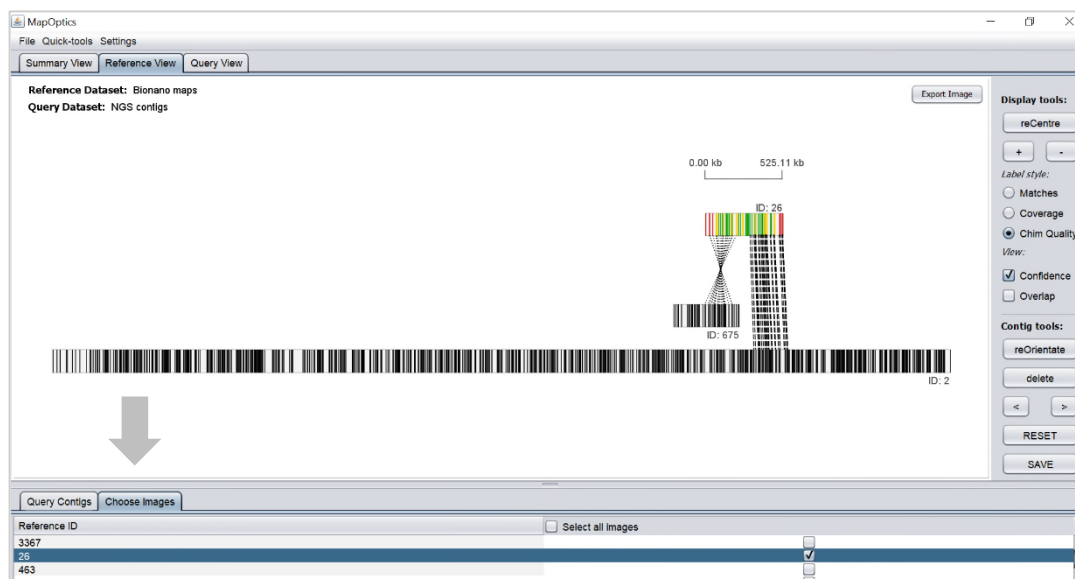 MapOptics
File Quick-tools Settings
Summary View Reference View Query View
Reference Dataset: Bionano maps
Query Dataset: NGS contigs
Export Image
Display tools:
reCentre
+ -
Label style:
Matches
Coverage
Chim Quality
View:
Confidence
Overlap
Contig tools:
reOrientate
delete
< >
RESET
SAVE
0.00 kb 525.11 kb
ID: 26
ID: 675
ID: 2
Query Contigs Choose Images
Reference ID Select all images
3367
26
463